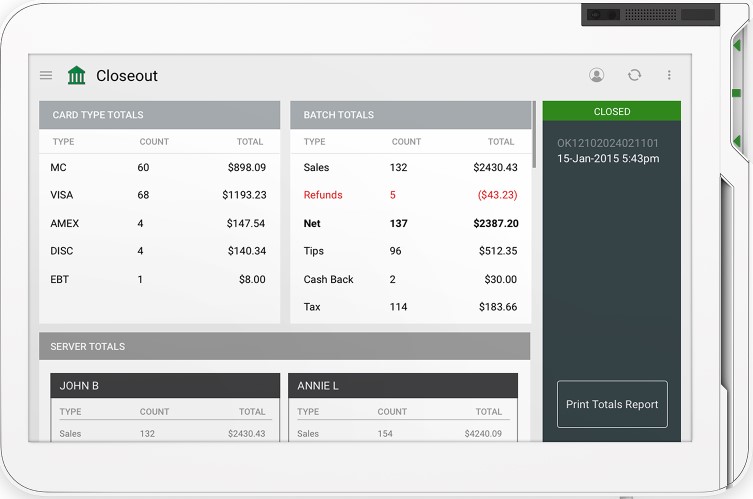 Closeout
CARD TYPE TOTALS
TYPE COUNT TOTAL
MC 60 $898.09
VISA 68 $1193.23
AMEX 4 $147.54
DISC 4 $140.34
EBT 1 $8.00
BATCH TOTALS
TYPE COUNT TOTAL
Sales 132 $2430.43
Refunds 5 ($43.23)
Net 137 $2387.20
Tips 96 $512.35
Cash Back 2 $30.00
Tax 114 $183.66
CLOSED
OK12102024021101
15-Jan-2015 5:43pm
Print Totals Report
SERVER TOTALS
JOHN B
TYPE COUNT TOTAL
Sales 132 $2430.43
ANNIE L
TYPE COUNT TOTAL
Sales 154 $4240.09